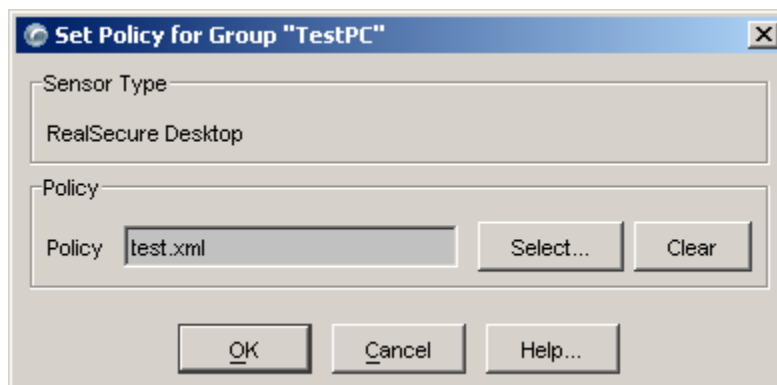 Set Policy for Group "TestPC"
Sensor Type
RealSecure Desktop
Policy
Policy test.xml Select... Clear
OK Cancel Help...